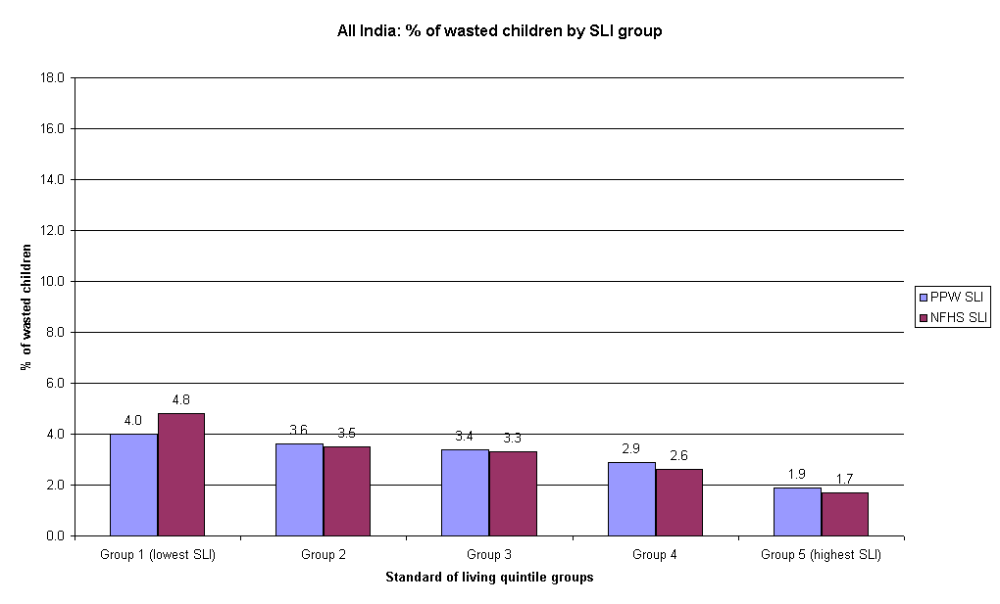 All India: % of wasted children by SLI group
18.0
16.0
14.0
12.0
10.0
8.0
6.0
4.0
2.0
0.0
% of wasted children
4.0
4.8
3.6
3.5
3.4
3.3
2.9
2.6
1.9
1.7
Group 1 (lowest SLI)
Group 2
Group 3
Group 4
Group 5 (highest SLI)
Standard of living quintile groups
PPW SLI
NFHS SLI